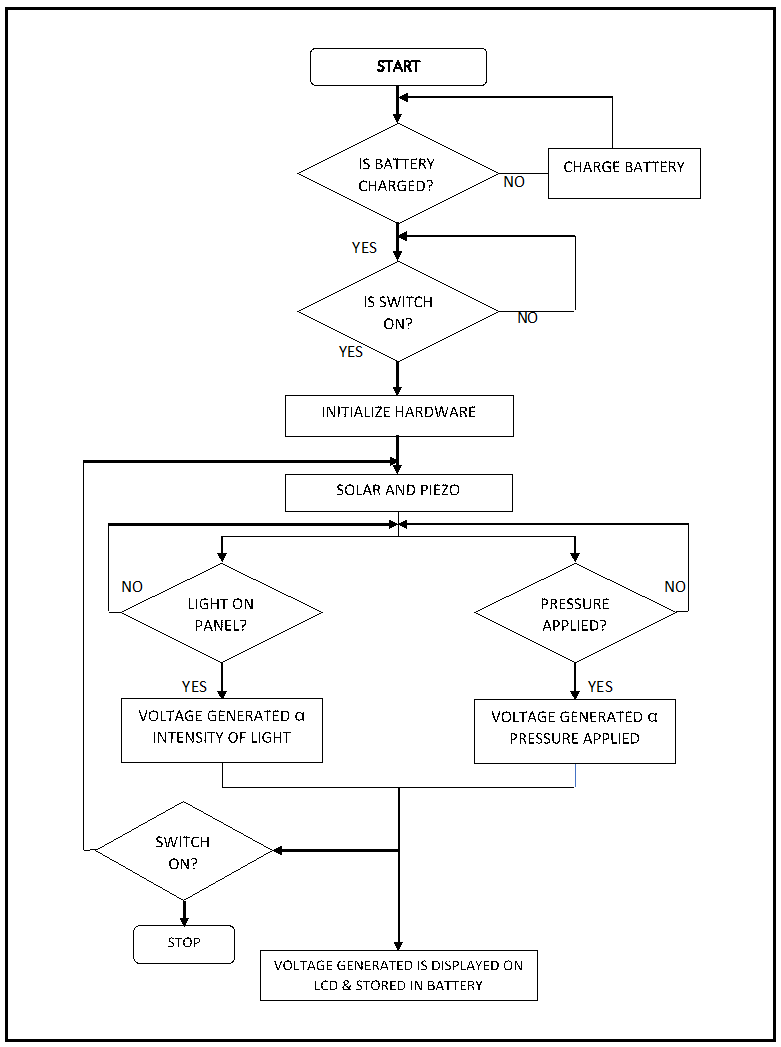 START
IS BATTERY
CHARGED?
NO
CHARGE BATTERY
YES
IS SWITCH
ON?
NO
YES
INITIALIZE HARDWARE
SOLAR AND PIEZO
NO
LIGHT ON
PANEL?
PRESSURE
APPLIED?
NO
YES
YES
VOLTAGE GENERATED α
INTENSITY OF LIGHT
VOLTAGE GENERATED α
PRESSURE APPLIED
SWITCH
ON?
STOP
VOLTAGE GENERATED IS DISPLAYED ON
LCD & STORED IN BATTERY